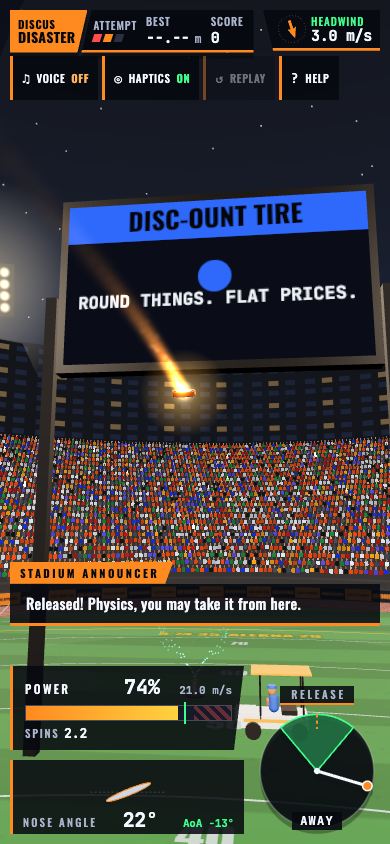 DISCUS
DISASTER
ATTEMPT
BEST
--.-- m
SCORE
0
HEADWIND
3.0 m/s
♫ VOICE OFF
◎ HAPTICS ON
↺ REPLAY
? HELP
DISC-OUNT TIRE
ROUND THINGS. FLAT PRICES.
STADIUM ANNOUNCER
Released! Physics, you may take it from here.
POWER 74% 21.0 m/s
SPINS 2.2
RELEASE
AWAY
NOSE ANGLE 22° AoA -13°
40